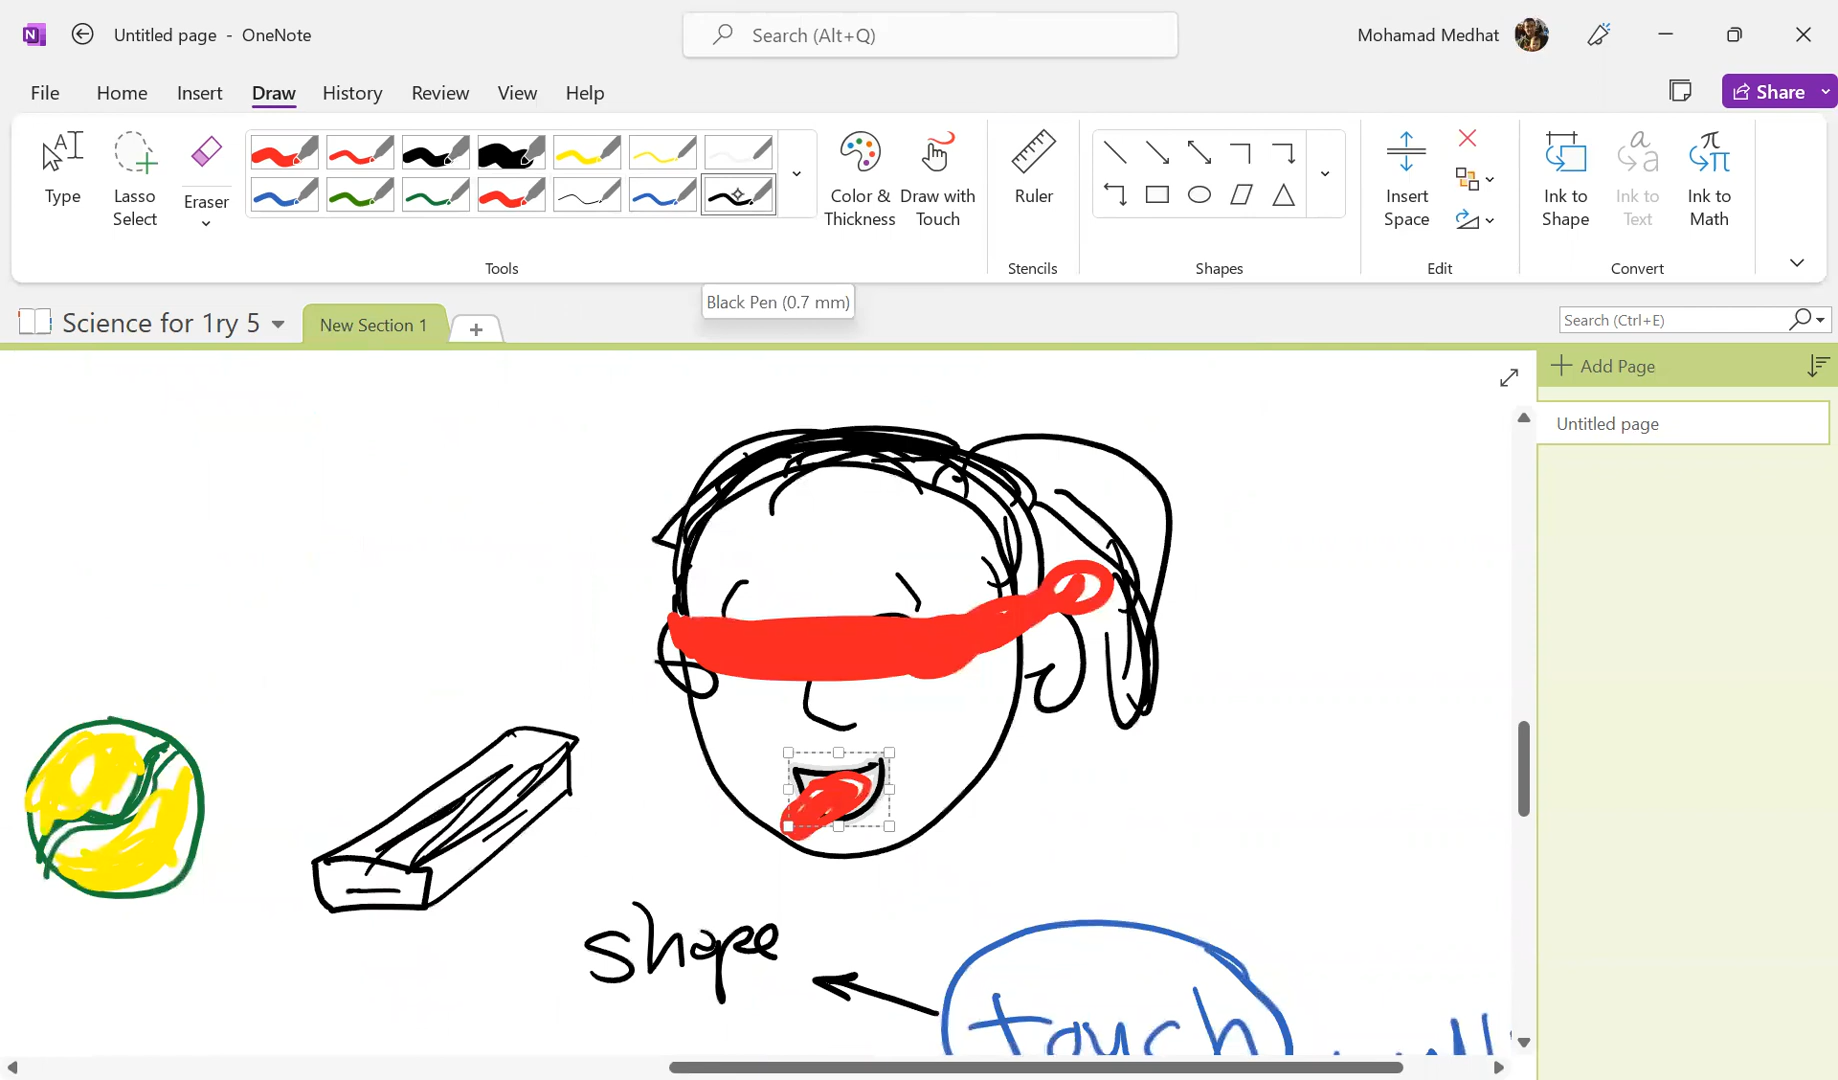 Untitled page - OneNote
Search (Alt+Q)
Mohamad Medhat
File Home Insert Draw History Review View Help
Share
Type
Lasso Select
Eraser
Color & Thickness
Draw with Touch
Ruler
Insert Space
Ink to Shape
Ink to Text
Ink to Math
Tools
Stencils
Shapes
Edit
Convert
Black Pen (0.7 mm)
Science for 1ry 5
New Section 1
Search (Ctrl+E)
Add Page
Untitled page
shape
touch